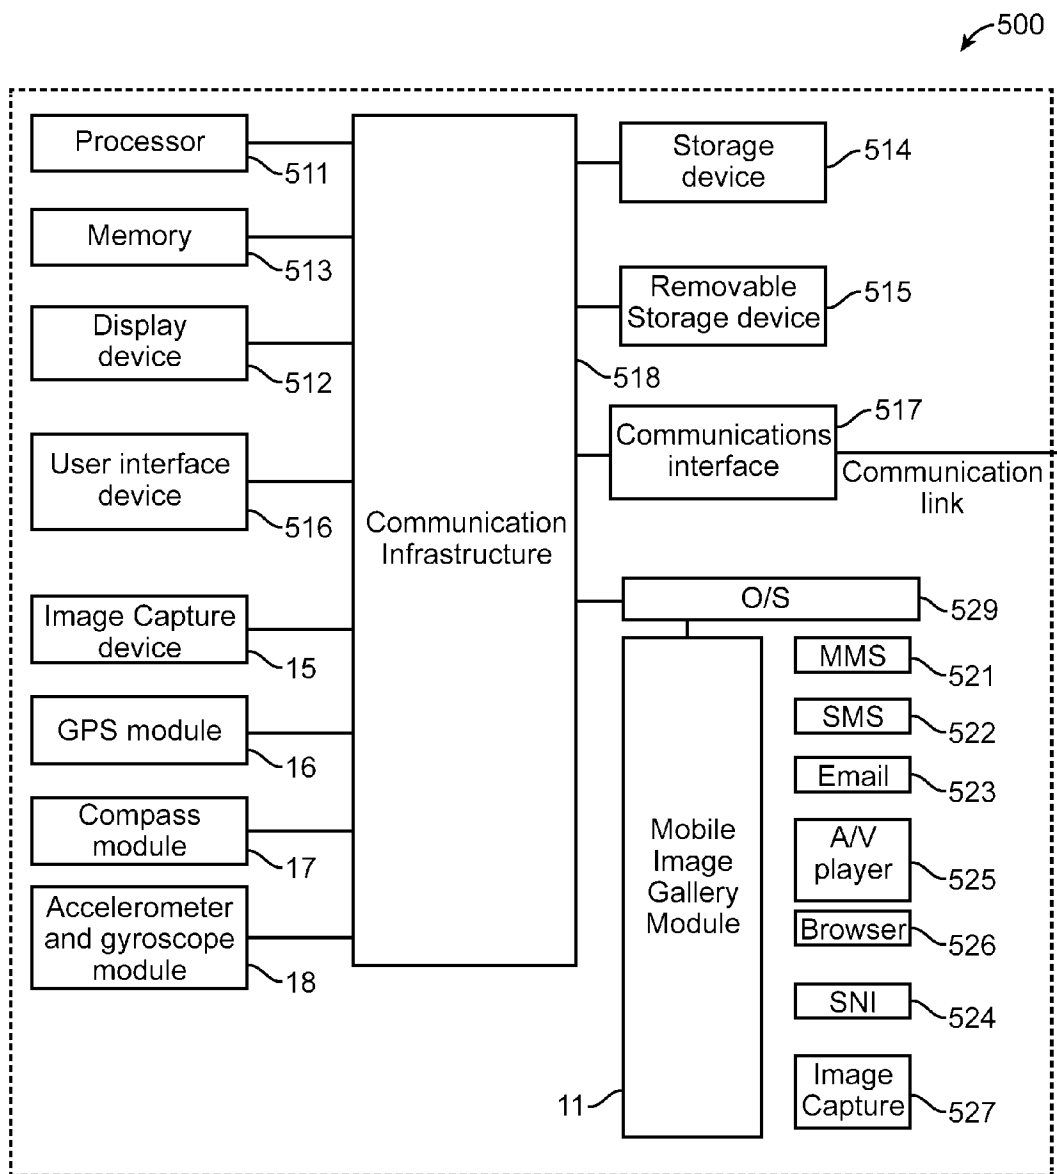 500
Processor
511
Memory
513
Display
device
512
User interface
device
516
Image Capture
device
15
GPS module
16
Compass
module
17
Accelerometer
and gyroscope
module
18
Communication
Infrastructure
518
Storage
device
514
Removable
Storage device
515
Communications
interface
517
Communication
link
O/S
529
Mobile
Image
Gallery
Module
11
MMS
521
SMS
522
Email
523
A/V
player
525
Browser
526
SNI
524
Image
Capture
527